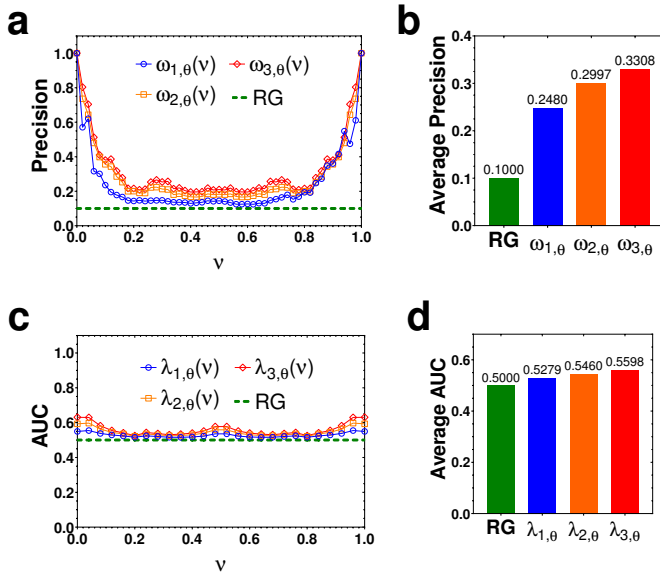 a
Precision
1.0
0.8
0.6
0.4
0.2
0.0
ω1,θ(ν) ω3,θ(ν)
ω2,θ(ν) RG
0.0 0.2 0.4 0.6 0.8 1.0
ν
b
Average Precision
0.4
0.3
0.2
0.1
0.0
0.1000
0.2480
0.2997
0.3308
RG ω1,θ ω2,θ ω3,θ
c
AUC
1.0
0.8
0.6
0.4
0.2
0.0
λ1,θ(ν) λ3,θ(ν)
λ2,θ(ν) RG
0.0 0.2 0.4 0.6 0.8 1.0
ν
d
Average AUC
0.6
0.4
0.2
0.0
0.5000
0.5279
0.5460
0.5598
RG λ1,θ λ2,θ λ3,θ